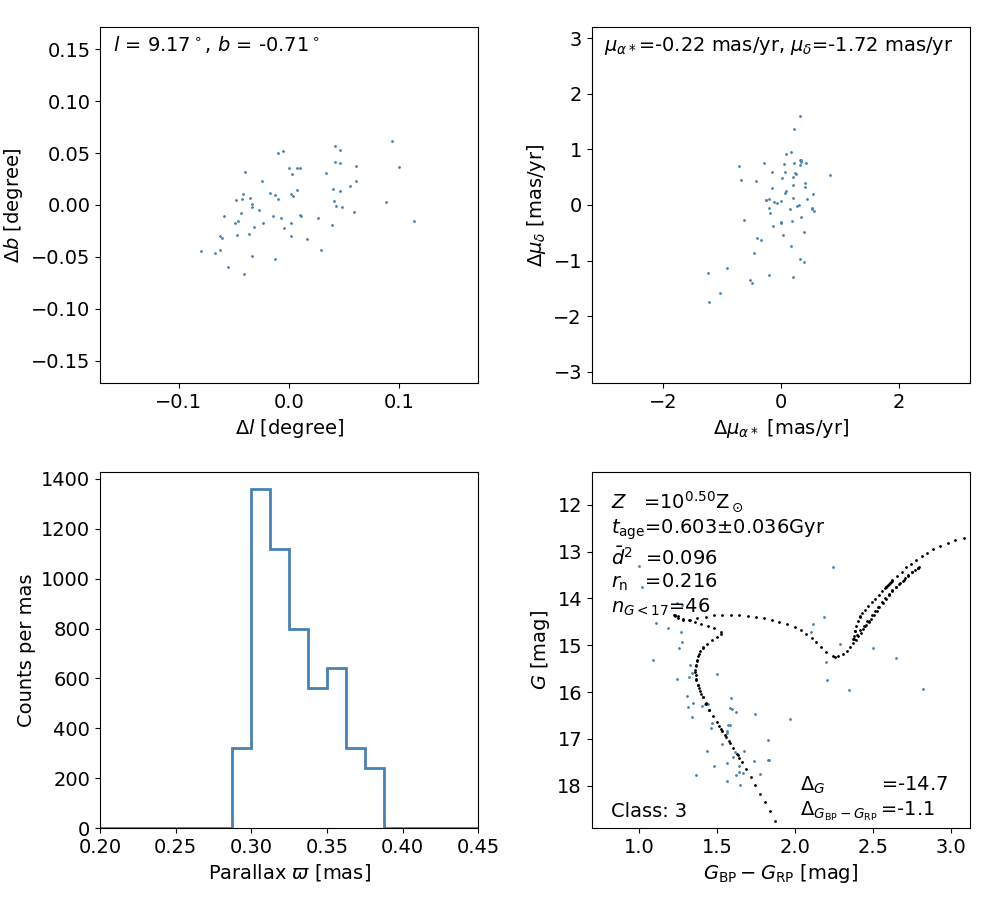 l = 9.17°, b = -0.71°
0.15
0.10
0.05
0.00
−0.05
−0.10
−0.15
Δb [degree]
−0.1 0.0 0.1
Δl [degree]
μα*=-0.22 mas/yr, μδ=-1.72 mas/yr
3
2
1
0
−1
−2
−3
Δμδ [mas/yr]
−2 0 2
Δμα* [mas/yr]
1400
1200
1000
800
600
400
200
0
Counts per mas
0.20 0.25 0.30 0.35 0.40 0.45
Parallax ϖ [mas]
Z =10^0.50 Z⊙
t_age=0.603±0.036Gyr
d̄² =0.096
r_n =0.216
n_G<17=46
12
13
14
15
16
17
18
G [mag]
Δ_G =-14.7
Δ_GBP−GRP =-1.1
Class: 3
1.0 1.5 2.0 2.5 3.0
G_BP − G_RP [mag]